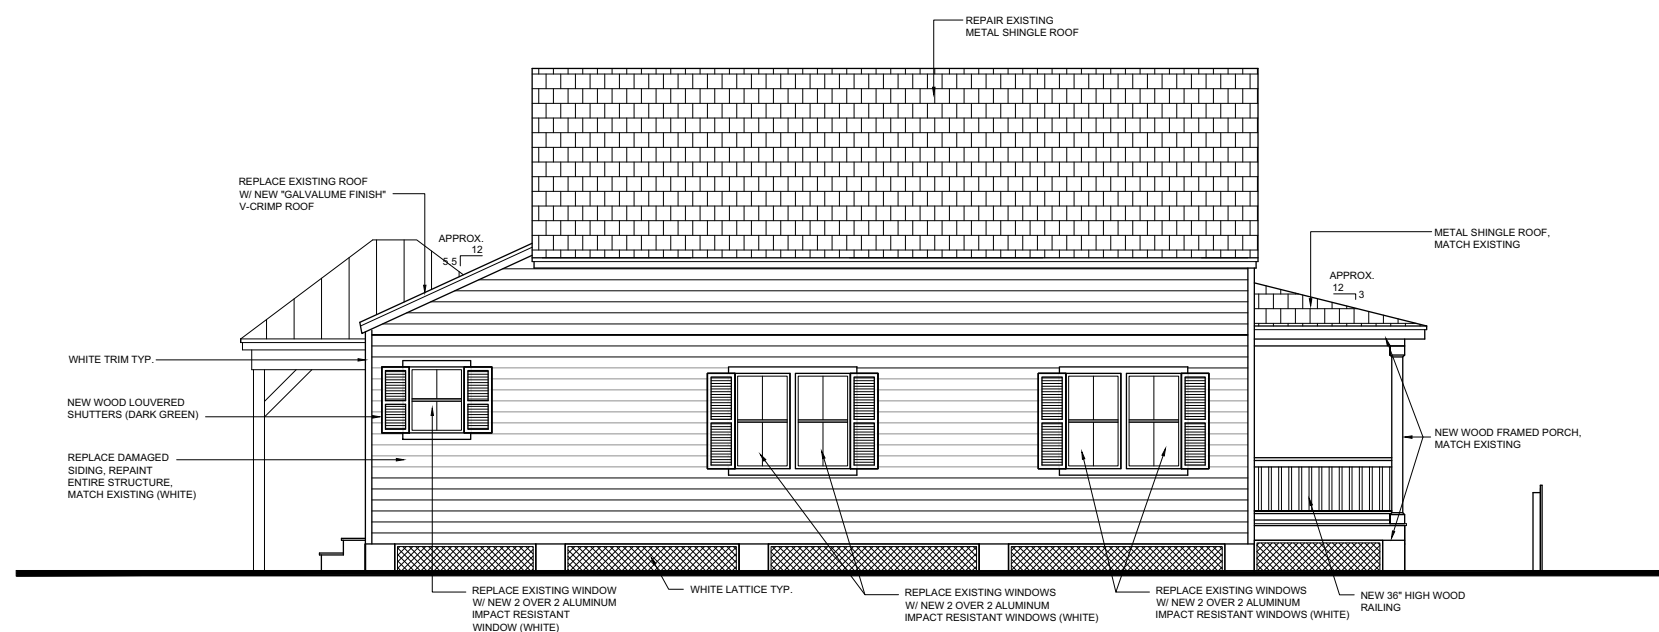 REPAIR EXISTING
METAL SHINGLE ROOF
REPLACE EXISTING ROOF
W/ NEW "GALVALUME FINISH"
V-CRIMP ROOF
APPROX.
12
5.5
METAL SHINGLE ROOF,
MATCH EXISTING
APPROX.
12
3
WHITE TRIM TYP.
NEW WOOD LOUVERED
SHUTTERS (DARK GREEN)
REPLACE DAMAGED
SIDING, REPAINT
ENTIRE STRUCTURE,
MATCH EXISTING (WHITE)
NEW WOOD FRAMED PORCH,
MATCH EXISTING
REPLACE EXISTING WINDOW
W/ NEW 2 OVER 2 ALUMINUM
IMPACT RESISTANT
WINDOW (WHITE)
WHITE LATTICE TYP.
REPLACE EXISTING WINDOWS
W/ NEW 2 OVER 2 ALUMINUM
IMPACT RESISTANT WINDOWS (WHITE)
REPLACE EXISTING WINDOWS
W/ NEW 2 OVER 2 ALUMINUM
IMPACT RESISTANT WINDOWS (WHITE)
NEW 36" HIGH WOOD
RAILING